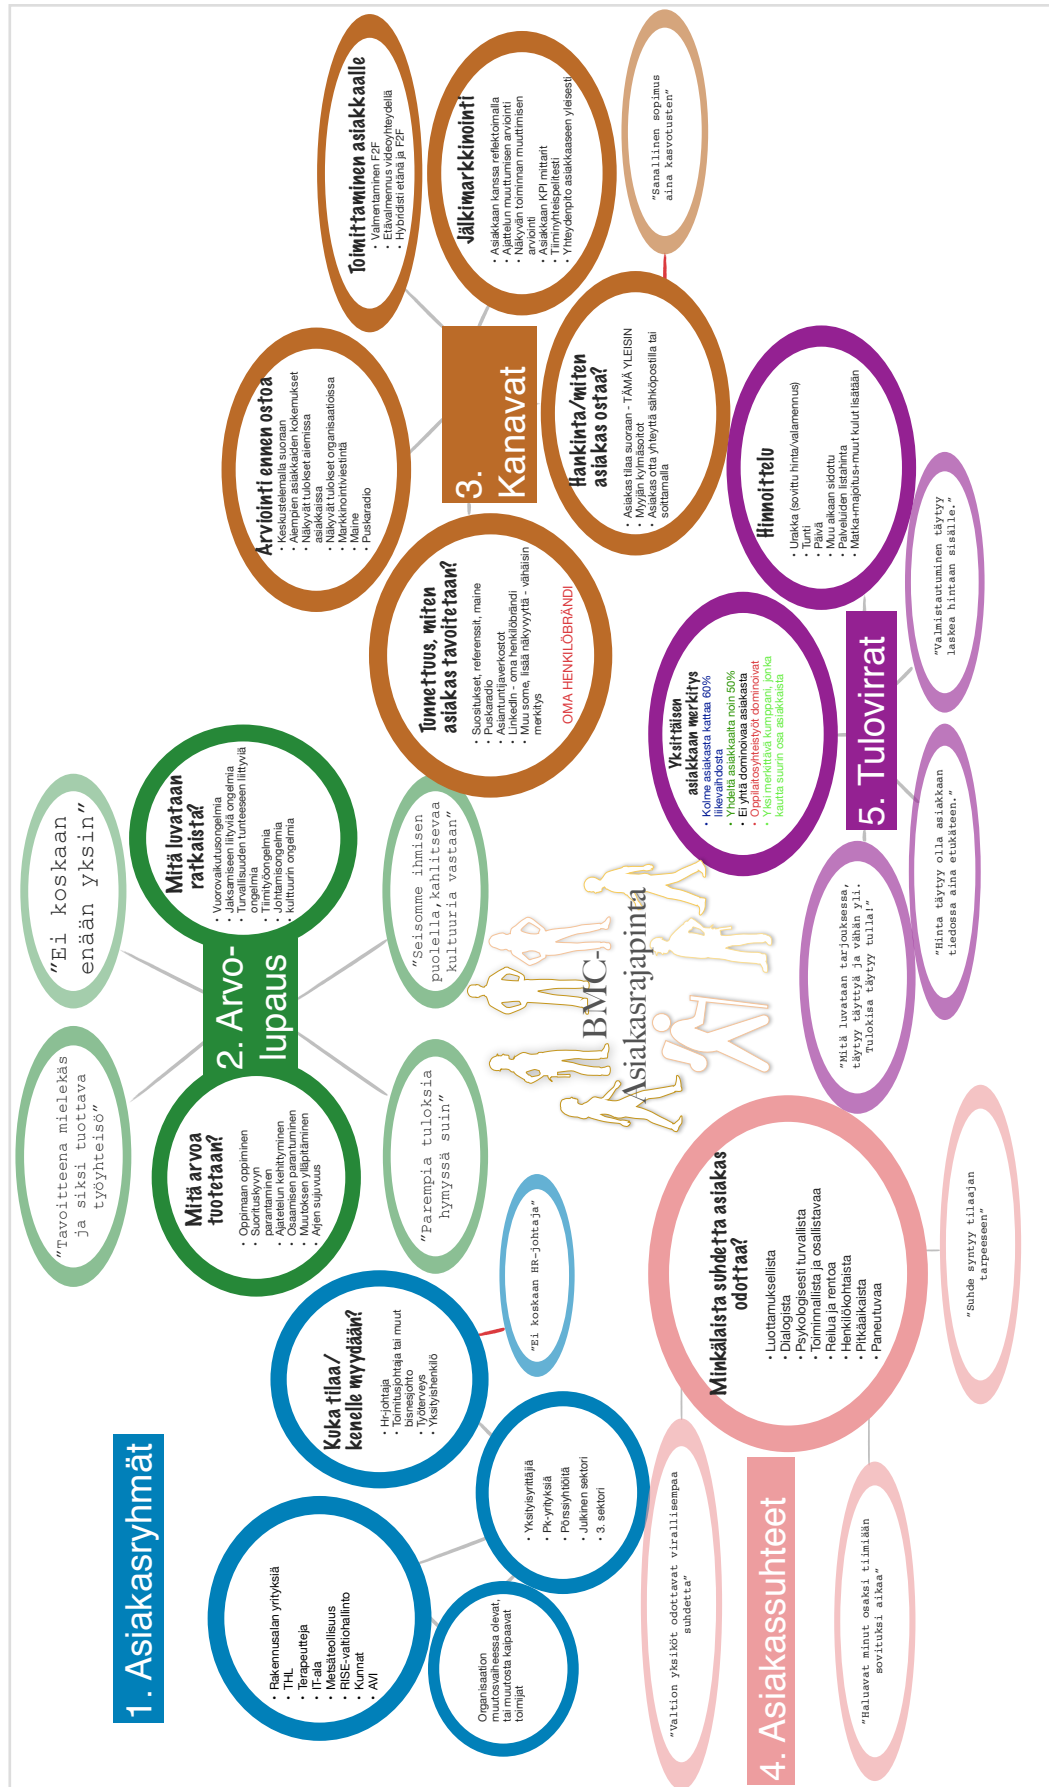 1. Asiakasryhmät
• Rakennusalan yrityksiä
• THL
• Terapeutteja
• IT-ala
• Metsäteollisuus
• RISE-valtiohallinto
• Kunnat
• AVI
Organisaation
muutosvaiheessa olevat,
tai muutosta kaipaavat
toimijat
• Yksityisyrittäjiä
• Pk-yrityksiä
• Pörssiyhtiöitä
• Julkinen sektori
• 3. sektori
Kuka tilaa/
kenelle myydään?
• Hr-johtaja
• Toimitusjohtaja tai muut
bisnesjohto
• Työterveys
• Yksityishenkilö
"Ei koskaan HR-johtaja"
2. Arvo-
lupaus
"Tavoitteena mielekäs
ja siksi tuottava
työyhteisö"
"Ei koskaan
enään yksin"
Mitä arvoa
tuotetaan?
• Oppimaan oppiminen
• Suorituskyvyn
parantaminen
• Ajatetelun kehittyminen
• Osaamisen parantuminen
• Muutoksen ylläpitäminen
• Arjen sujuvuus
Mitä luvataan
ratkaista?
• Vuorovaikutusongelmia
• Jaksamiseen liityviä ongelmia
• Turvallisuuden tunteeseen liittyviä
ongelmia
• Tiimityöongelmia
• Johtamisongelmia
• kulttuurin ongelmia
"Parempia tuloksia
hymyssä suin"
"Seisomme ihmisen
puolella,kahlitsevaa
kulttuuria vastaan"
3.
Kanavat
Tunnettuus, miten
asiakas tavoitetaan?
• Suositukset, referenssit, maine
• Puskaradio
• Asiantuntijaverkostot
• LinkedIn - oma henkilöbrändi
• Muu some, lisää näkyvyyttä - vähäisin
merkitys
OMA HENKILÖBRÄNDI
Arviointi ennen ostoa
• Keskustelemalla suoraan
• Aiempien asiakkaiden kokemukset
• Näkyvät tulokset aiemissa
asiakkaissa
• Näkyvät tulokset organisaatioissa
• Markkinointiviestintä
• Maine
• Puskaradio
Toimittaminen asiakkaalle
• Valmentaminen F2F
• Etävalmennus videoyhteydellä
• Hybridisti etänä ja F2F
Jälkimarkkinointi
• Asiakkaan kanssa reflektoimalla
• Ajattelun muuttumisen arviointi
• Näkyvän toiminnan muuttimisen
arviointi
• Asiakkaan KPI mittarit
• Tiiminyhteispelitesti
• Yhteydenpito asiakkaaseen yleisesti
Hankinta/miten
asiakas ostaa?
• Asiakas tilaa suoraan - TÄMÄ YLEISIN
• Myyjän kylmäsoitot
• Asiakas otta yhteyttä sähköpostilla tai
soittamalla
"Sanallinen sopimus
aina kasvotusten"
BMC-
Asiakasrajapinta
4. Asiakassuhteet
"Valtion yksiköt odottavat virallisempaa
suhdetta"
Minkälaista suhdetta asiakas
odottaa?
• Luottamuksellista
• Dialogista
• Psykologisesti turvallista
• Toiminnallista ja osallistavaa
• Reilua ja rentoa
• Henkilökohtaista
• Pitkäaikaista
• Paneutuvaa
"Haluavat minut osaksi tiimiään
sovituksi aikaa"
"Suhde syntyy tilaajan
tarpeeseen"
5. Tulovirrat
Yksittäisen
asiakkaan merkitys
• Kolme asiakasta kattaa 60%
liikevaihdosta
• Yhdeltä asiakkaalta noin 50%
• Ei yhtä dominoivaa asiakasta
• Oppilaitosyhteistyöt dominoivat
• Yksi merkittävä kumppani, jonka
kautta suurin osa asiakkaista
Hinnoittelu
• Urakka (sovittu hinta/valamennus)
• Tunti
• Päivä
• Muu aikaan sidottu
• Palveluiden listahinta
• Matka+majoitus+muut kulut lisätään
"Mitä luvataan tarjouksessa,
täytyy täyttyä ja vähän yli.
Tulokisa täytyy tulla!"
"Hinta täytyy olla asiakkaan
tiedossa aina etukäteen."
"Valmistautuminen täytyy
laskea hintaan sisälle."